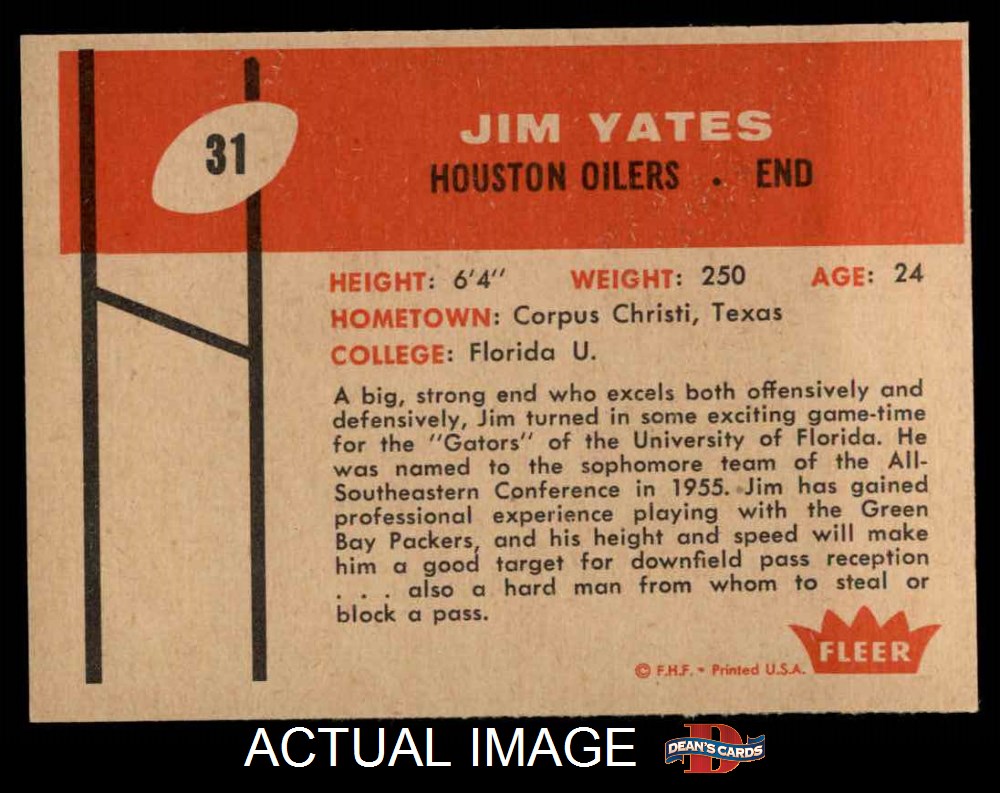 31
JIM YATES
HOUSTON OILERS . END
HEIGHT: 6'4" WEIGHT: 250 AGE: 24
HOMETOWN: Corpus Christi, Texas
COLLEGE: Florida U.
A big, strong end who excels both offensively and
defensively, Jim turned in some exciting game-time
for the "Gators" of the University of Florida. He
was named to the sophomore team of the All-
Southeastern Conference in 1955. Jim has gained
professional experience playing with the Green
Bay Packers, and his height and speed will make
him a good target for downfield pass reception
. . . also a hard man from whom to steal or
block a pass.
FLEER
© F.H.F. • Printed U.S.A.
ACTUAL IMAGE
D
DEAN'S CARDS